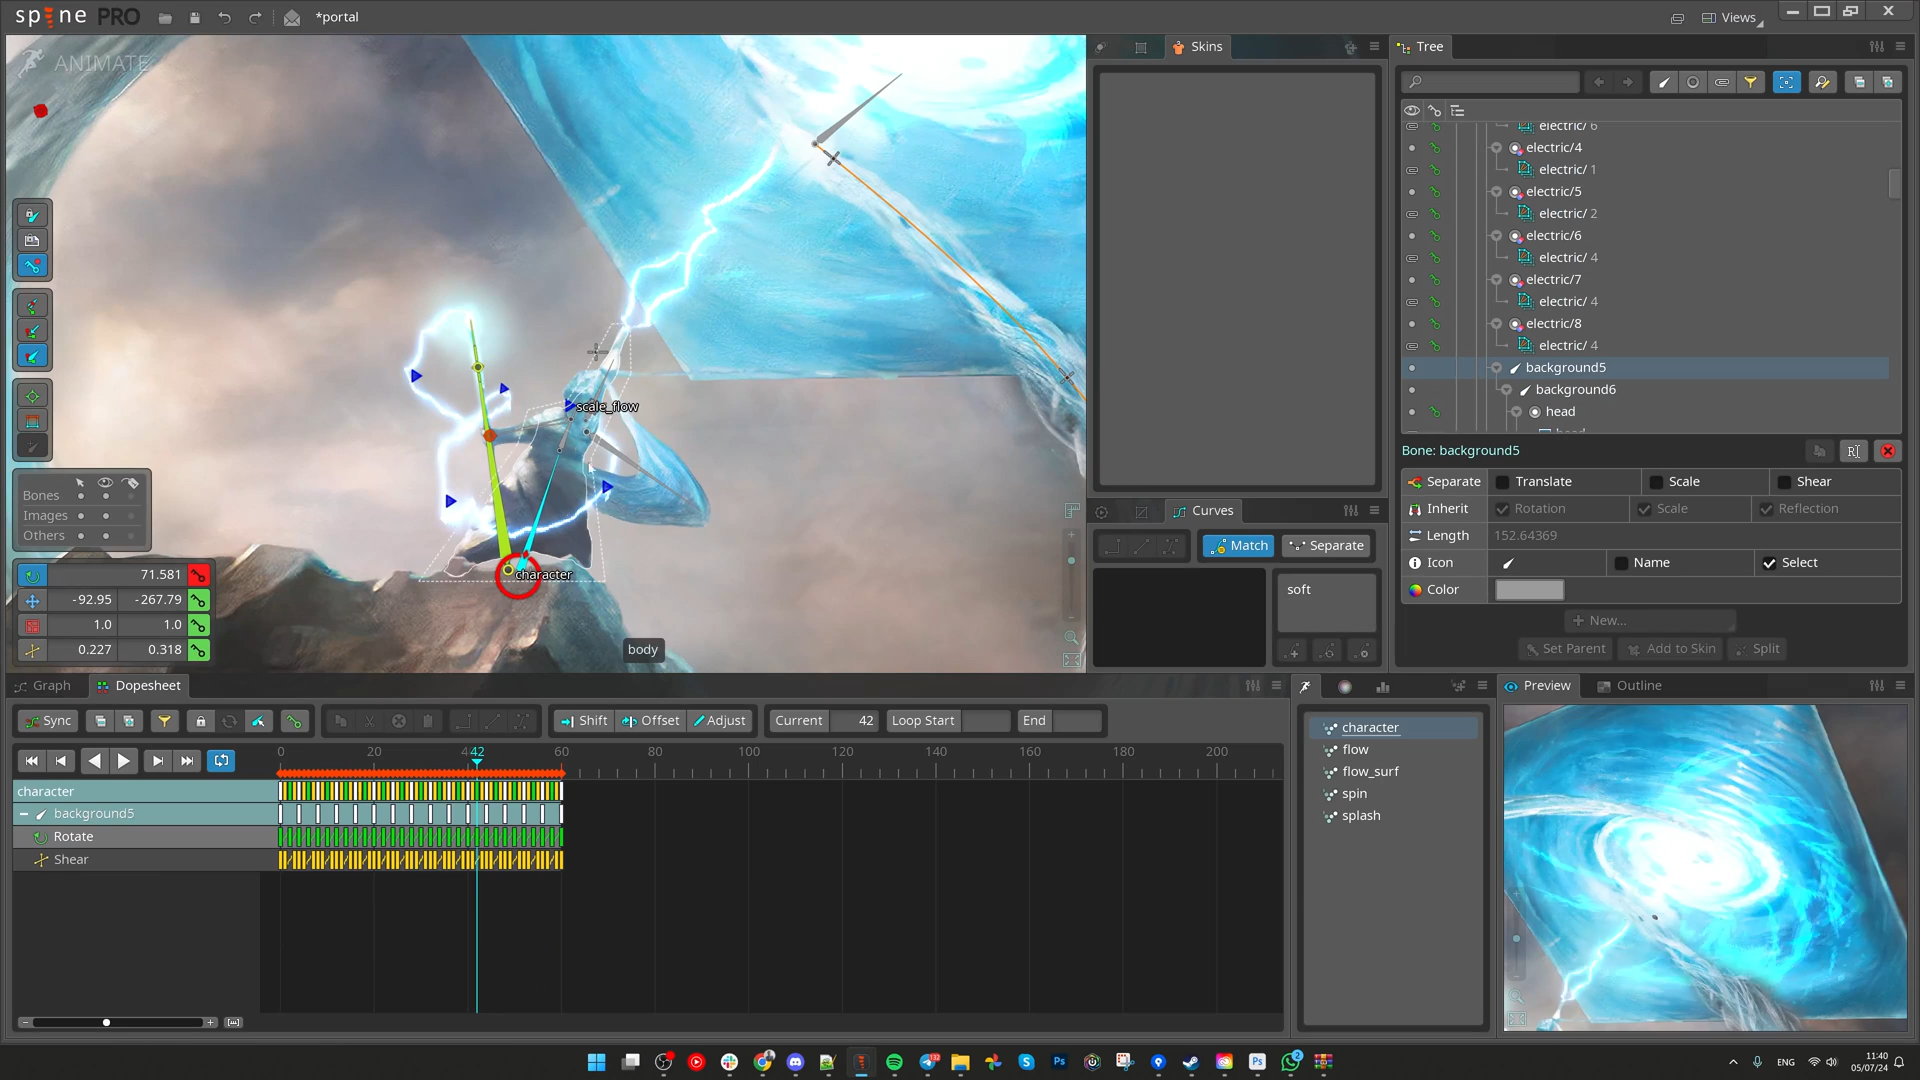 spine PRO
*portal
Views
ANIMATE
Skins
Tree
electric/ 6
electric/4
electric/ 1
electric/5
electric/ 2
electric/6
electric/ 4
electric/7
electric/ 4
electric/8
electric/ 4
background5
background6
head
scale_flow
character
body
Bones
Images
Others
71.581
-92.95 -267.79
1.0 1.0
0.227 0.318
Curves
Match Separate
soft
Bone: background5
Separate Translate Scale Shear
Inherit Rotation Scale Reflection
Length 152.64369
Icon Name Select
Color
New...
Set Parent Add to Skin Split
Graph Dopesheet
Sync Shift Offset Adjust Current 42 Loop Start End
0 20 4 42 60 80 100 120 140 160 180 200
character
background5
Rotate
Shear
character
flow
flow_surf
spin
splash
Preview Outline
ENG
11:40
05/07/24